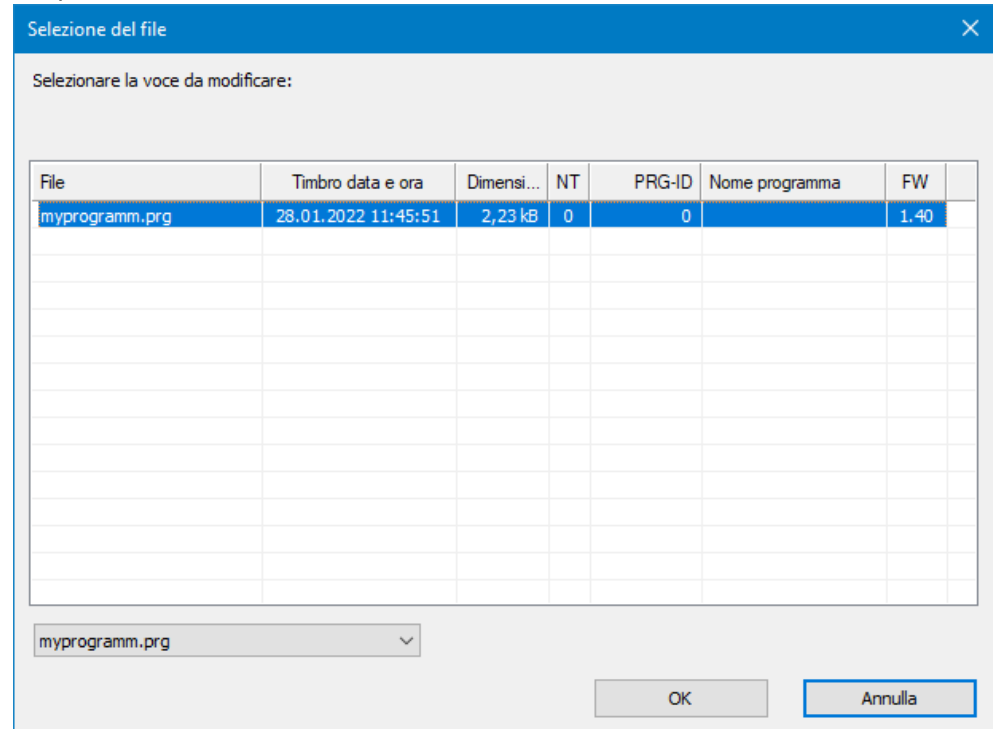 Selezione del file
Selezionare la voce da modificare:
File Timbro data e ora Dimensi... NT PRG-ID Nome programma FW
myprogramm.prg 28.01.2022 11:45:51 2,23 kB 0 0 1.40
myprogramm.prg
OK Annulla